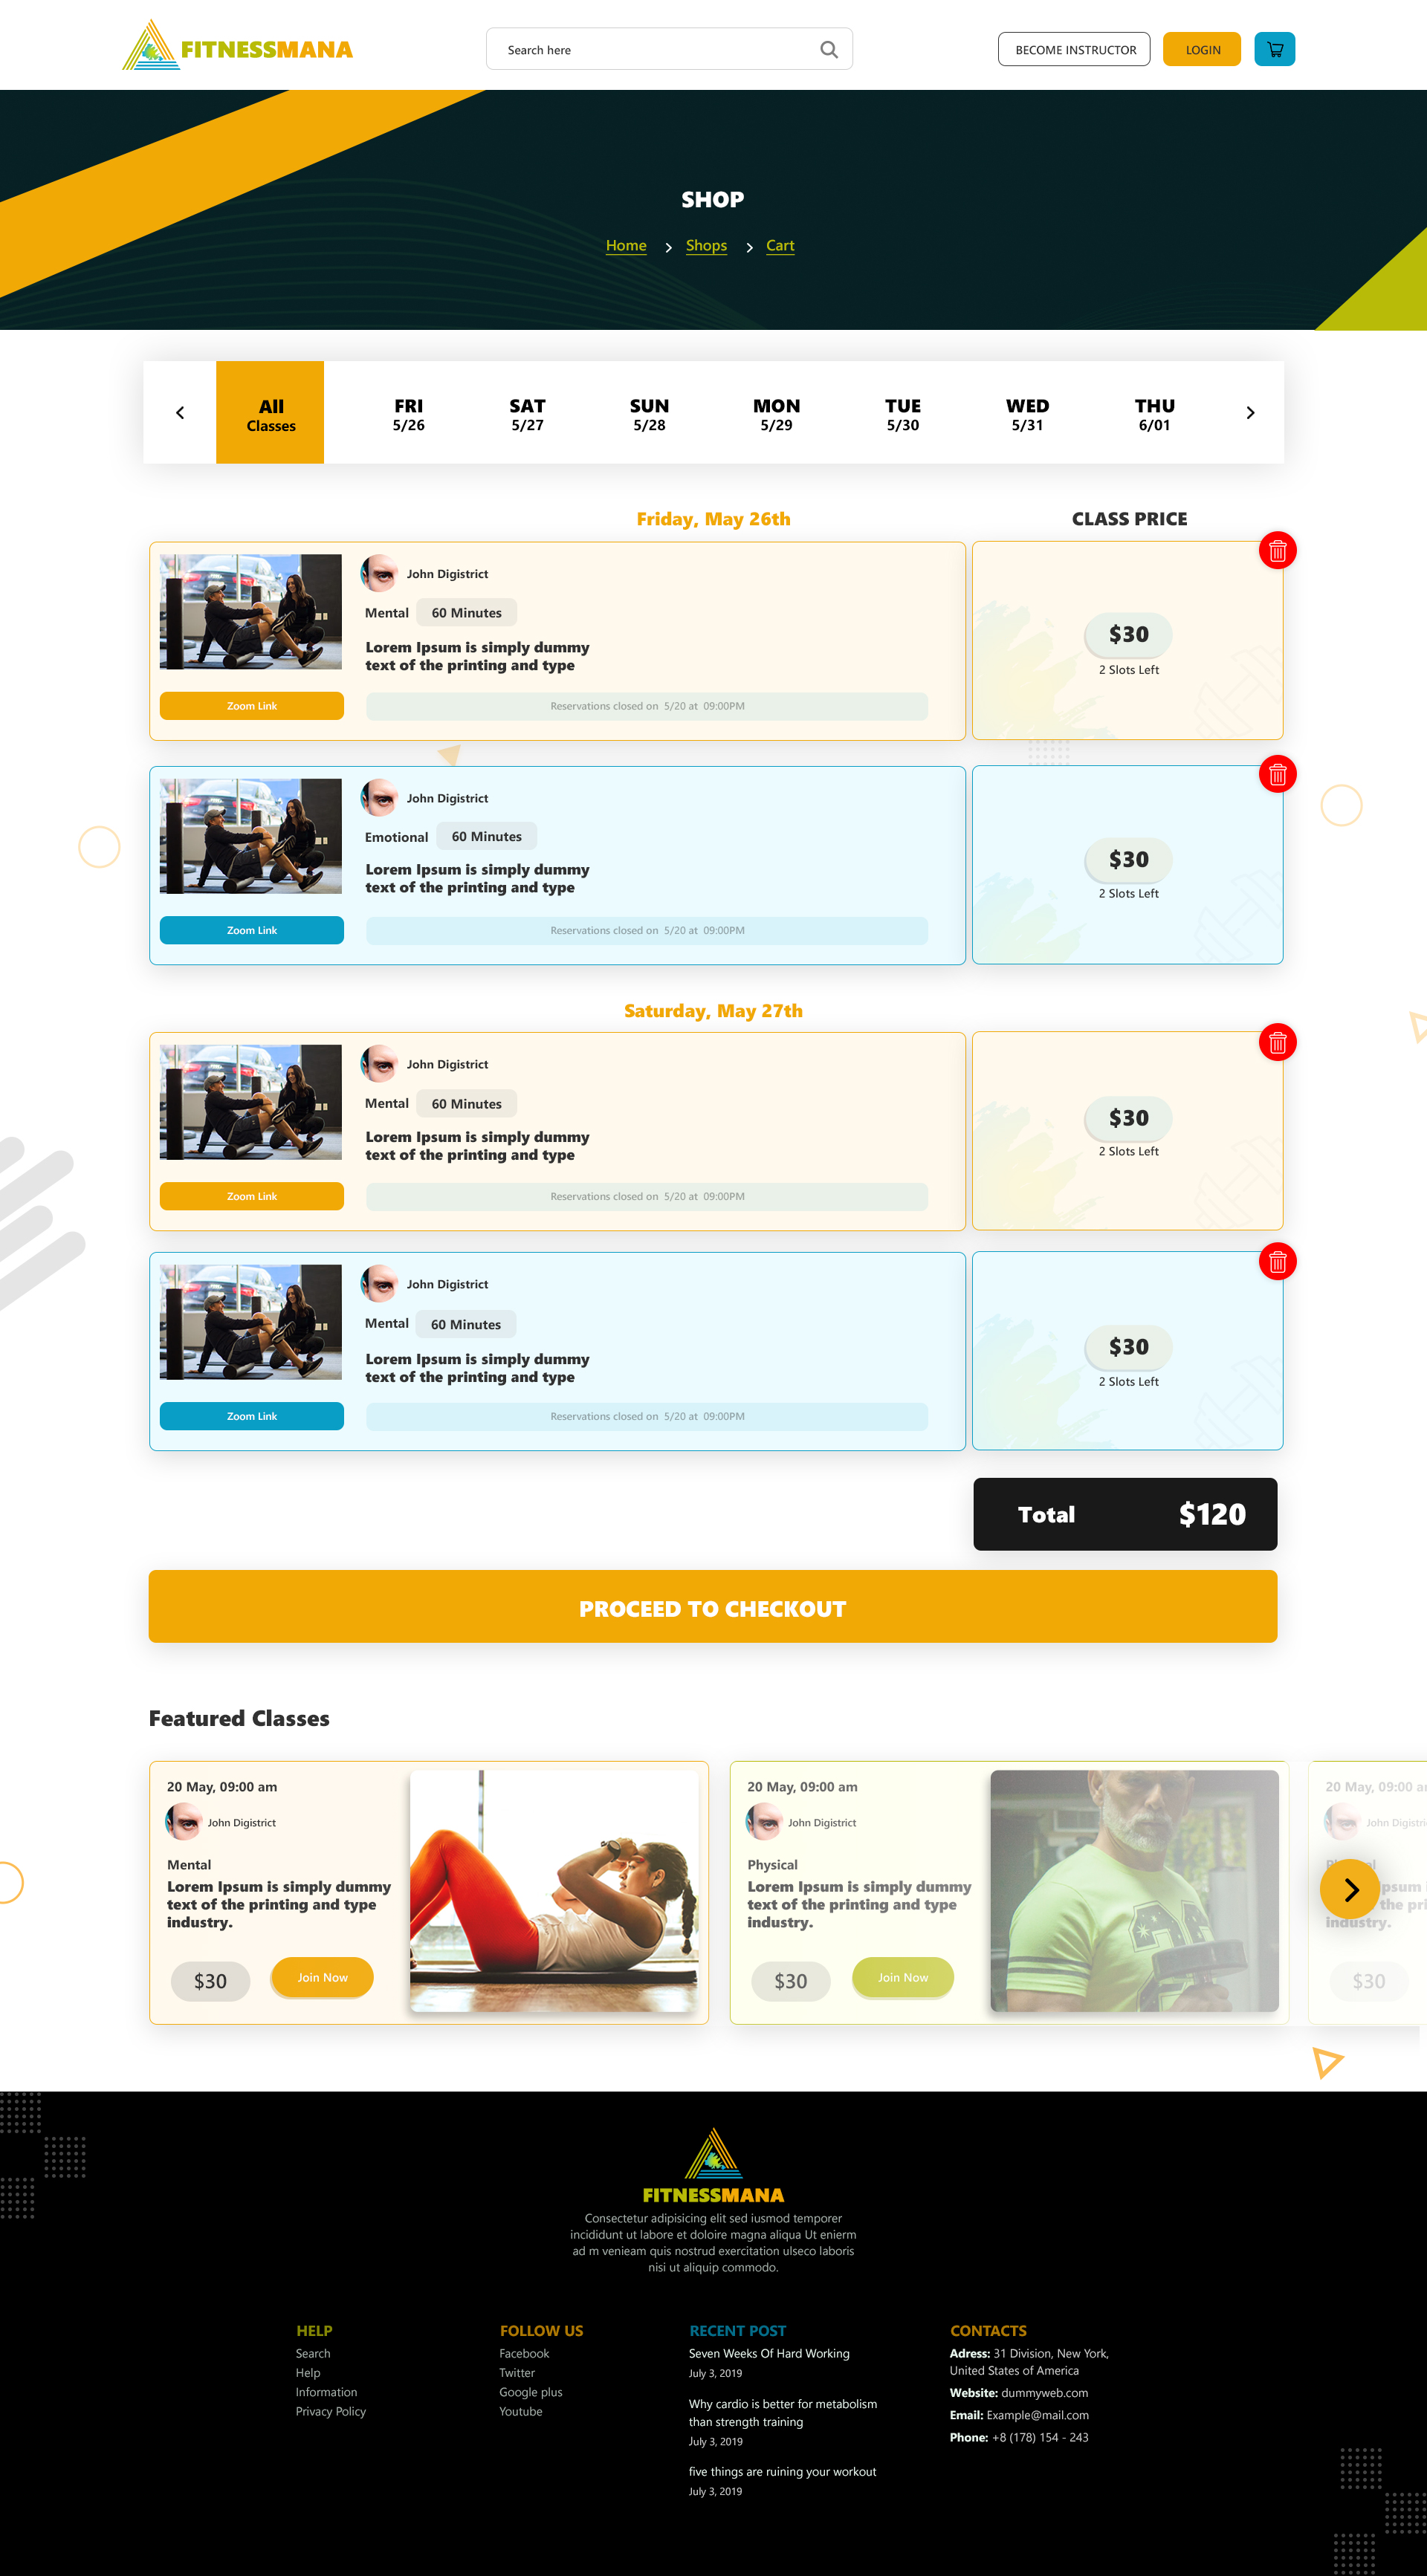 FITNESSMANA
Search here
BECOME INSTRUCTOR
LOGIN
SHOP
Home
Shops
Cart
All
Classes
FRI
5/26
SAT
5/27
SUN
5/28
MON
5/29
TUE
5/30
WED
5/31
THU
6/01
Friday, May 26th
CLASS PRICE
John Digistrict
Mental
60 Minutes
Lorem Ipsum is simply dummy
text of the printing and type
Zoom Link
Reservations closed on 5/20 at 09:00PM
$30
2 Slots Left
John Digistrict
Emotional
60 Minutes
Lorem Ipsum is simply dummy
text of the printing and type
Zoom Link
Reservations closed on 5/20 at 09:00PM
$30
2 Slots Left
Saturday, May 27th
John Digistrict
Mental
60 Minutes
Lorem Ipsum is simply dummy
text of the printing and type
Zoom Link
Reservations closed on 5/20 at 09:00PM
$30
2 Slots Left
John Digistrict
Mental
60 Minutes
Lorem Ipsum is simply dummy
text of the printing and type
Zoom Link
Reservations closed on 5/20 at 09:00PM
$30
2 Slots Left
Total
$120
PROCEED TO CHECKOUT
Featured Classes
20 May, 09:00 am
John Digistrict
Mental
Lorem Ipsum is simply dummy
text of the printing and type
industry.
$30
Join Now
20 May, 09:00 am
John Digistrict
Physical
Lorem Ipsum is simply dummy
text of the printing and type
industry.
$30
Join Now
20 May, 09:00
John
the
industry.
$30
FITNESSMANA
Consectetur adipisicing elit sed iusmod temporer
incididunt ut labore et doloire magna aliqua Ut enierm
ad m venieam quis nostrud exercitation ulseco laboris
nisi ut aliquip commodo.
HELP
Search
Help
Information
Privacy Policy
FOLLOW US
Facebook
Twitter
Google plus
Youtube
RECENT POST
Seven Weeks Of Hard Working
July 3, 2019
Why cardio is better for metabolism
than strength training
July 3, 2019
five things are ruining your workout
July 3, 2019
CONTACTS
Adress: 31 Division, New York,
United States of America
Website: dummyweb.com
Email: Example@mail.com
Phone: +8 (178) 154 - 243